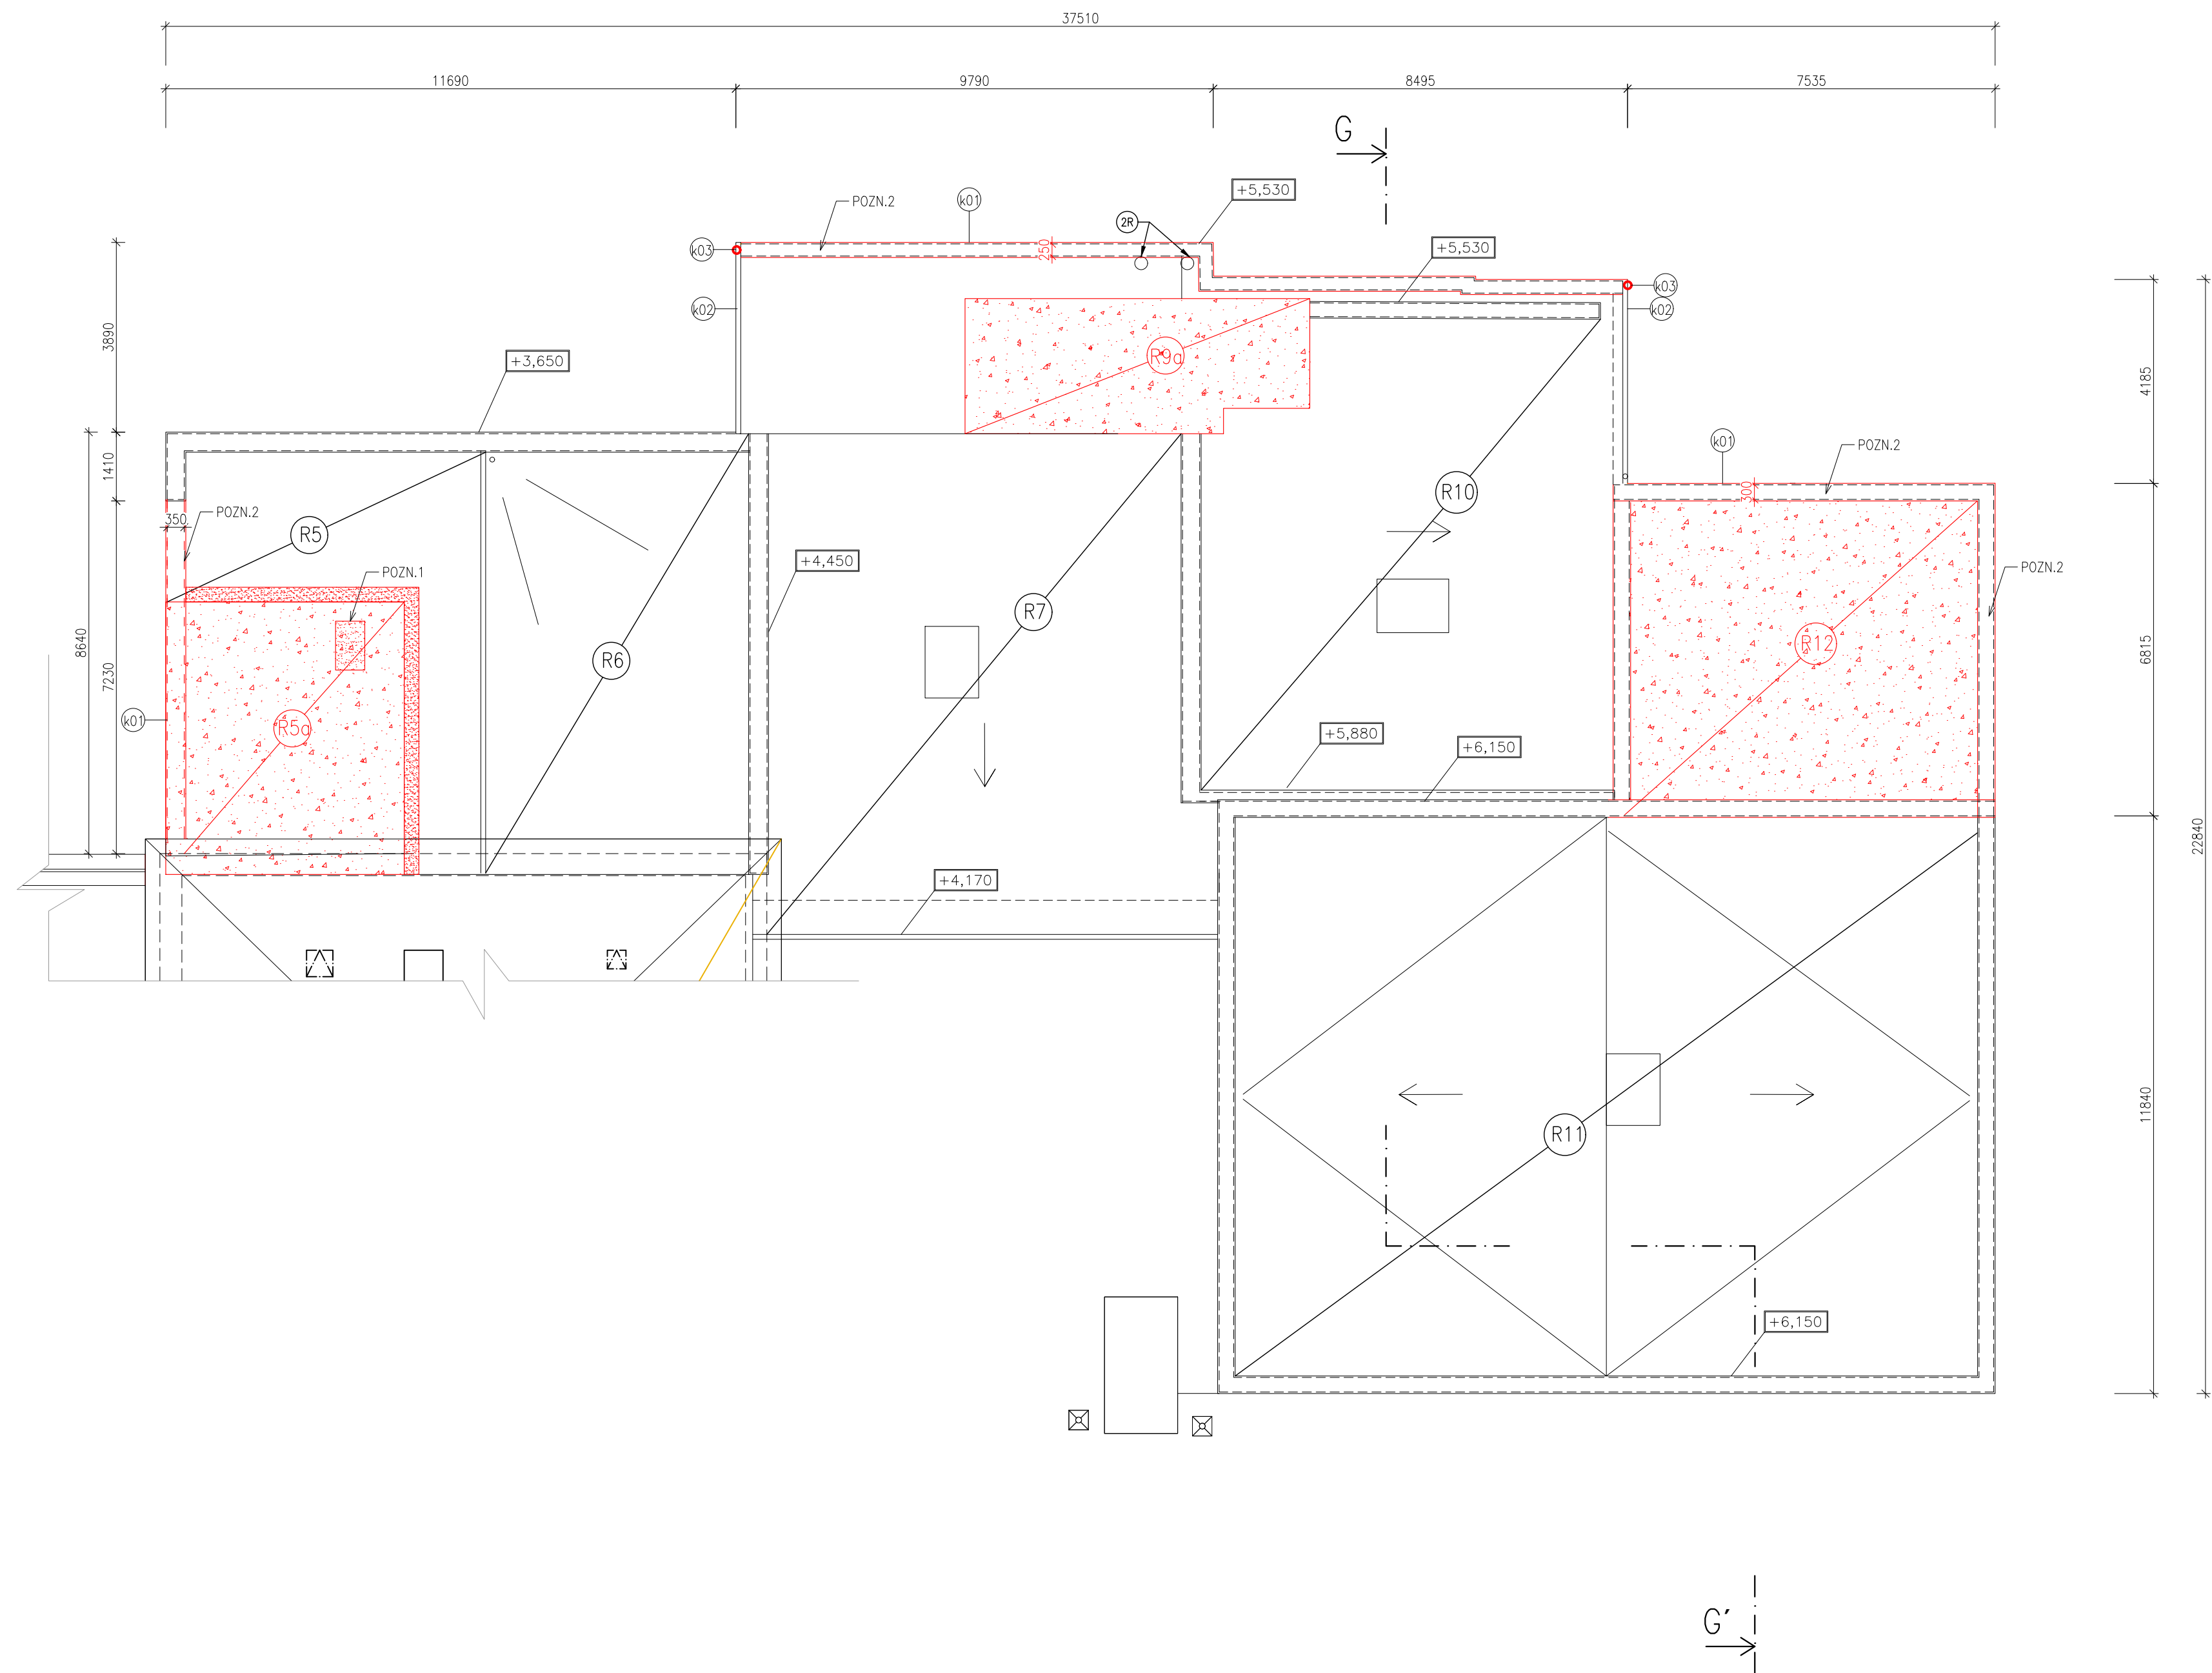 37510
11690
9790
8495
7535
G
+5,530
POZN.2
k01
2R
k03
250
+5,530
k03
k02
k02
3890
+3,650
R9a
4185
k01
POZN.2
1410
300
R10
350
POZN.2
R5
+4,450
POZN.1
POZN.2
R7
8640
7230
R6
R12
6815
k01
R5a
+5,880
+6,150
22840
+4,170
11840
R11
+6,150
G'